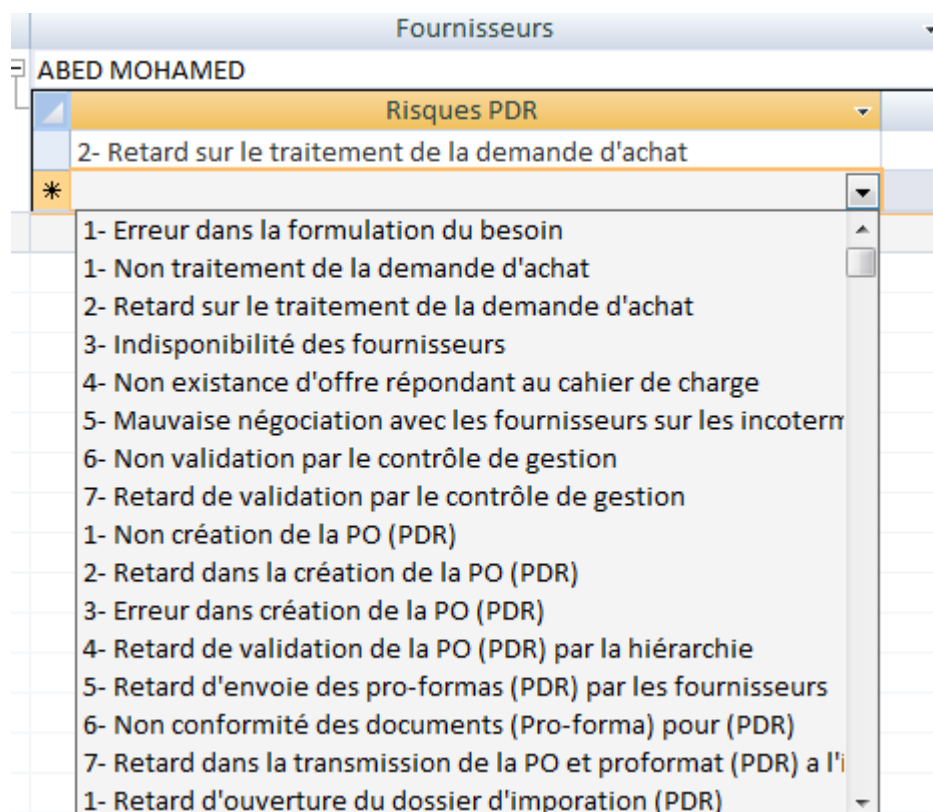 Fournisseurs
ABED MOHAMED
Risques PDR
2- Retard sur le traitement de la demande d'achat
1- Erreur dans la formulation du besoin
1- Non traitement de la demande d'achat
2- Retard sur le traitement de la demande d'achat
3- Indisponibilité des fournisseurs
4- Non existance d'offre répondant au cahier de charge
5- Mauvaise négociation avec les fournisseurs sur les
6- Non validation par le contrôle de gestion
7- Retard de validation par le contrôle de gestion
1- Non création de la PO (PDR)
2- Retard dans la création de la PO (PDR)
3- Erreur dans création de la PO (PDR)
4- Retard de validation de la PO (PDR) par la hiérarchie
5- Retard d'envoie des pro-formas (PDR) par les fournisseurs
6- Non conformité des documents (Pro-forma) pour (PDR)
7- Retard dans la transmission de la PO et proformat (PDR) a
1- Retard d'ouverture du dossier d'imporation (PDR)